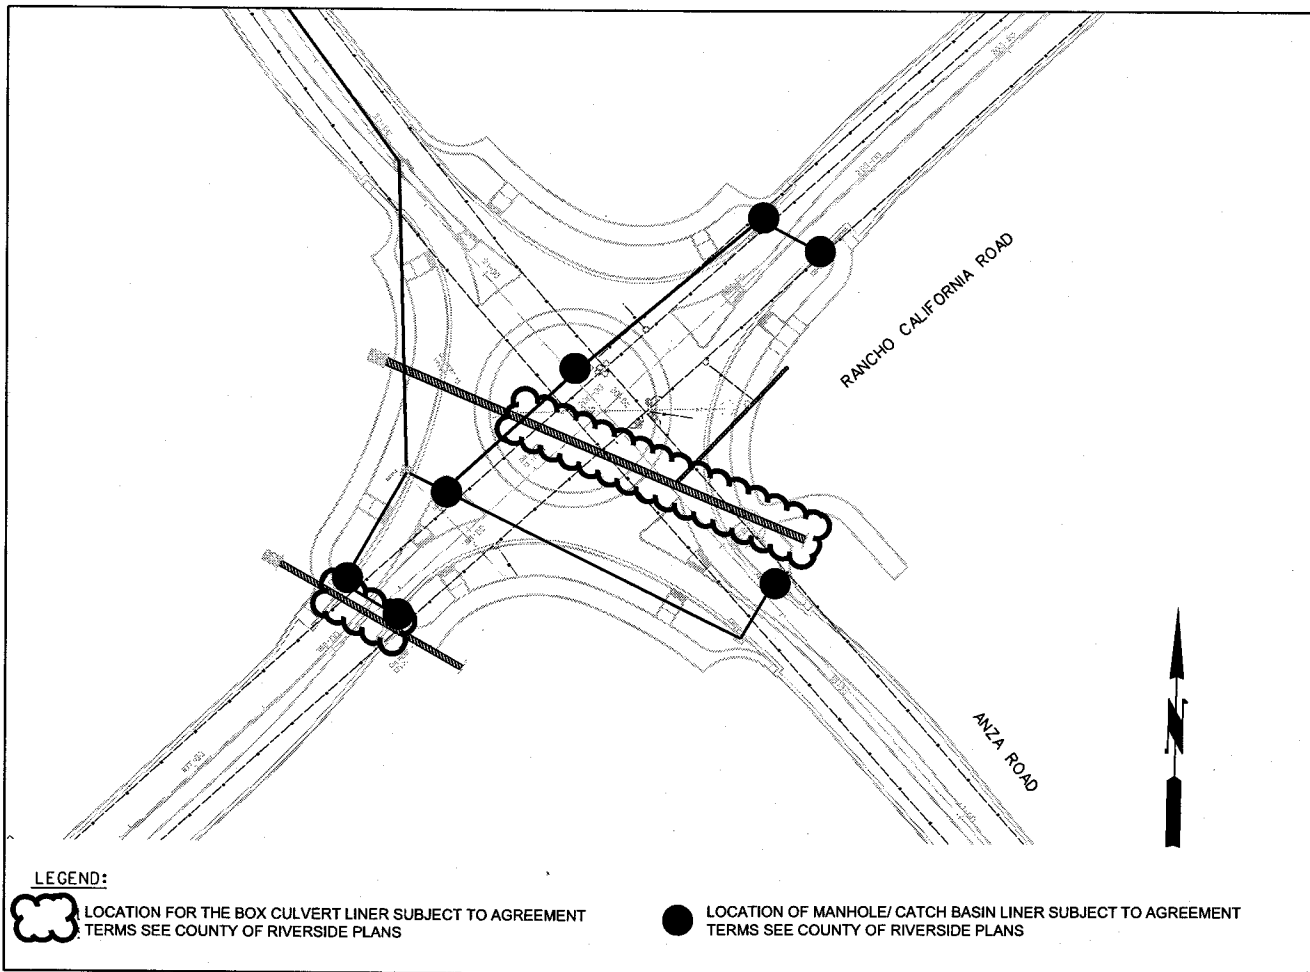 RANCHO CALIFORNIA ROAD
ANZA ROAD
N
LEGEND:
LOCATION FOR THE BOX CULVERT LINER SUBJECT TO AGREEMENT
TERMS SEE COUNTY OF RIVERSIDE PLANS
LOCATION OF MANHOLE/ CATCH BASIN LINER SUBJECT TO AGREEMENT
TERMS SEE COUNTY OF RIVERSIDE PLANS